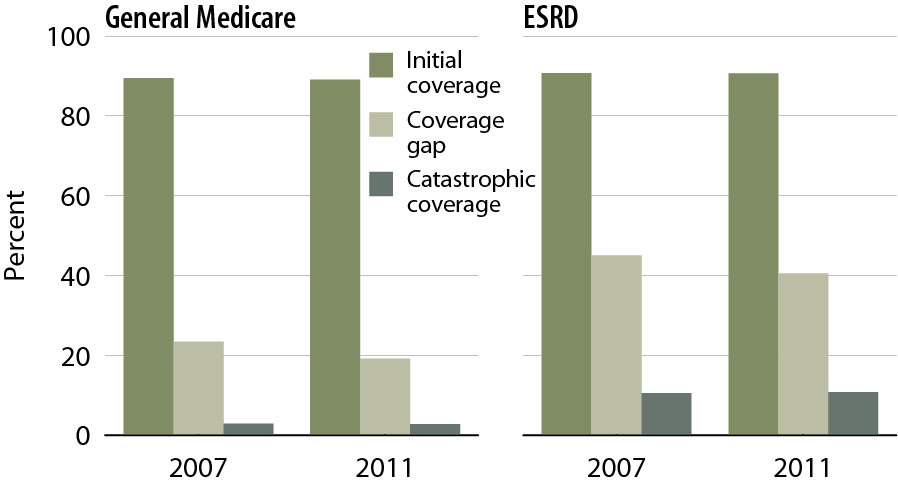 General Medicare
ESRD
100
80
60
40
20
0
Percent
Initial
coverage
Coverage
gap
Catastrophic
coverage
2007
2011
2007
2011